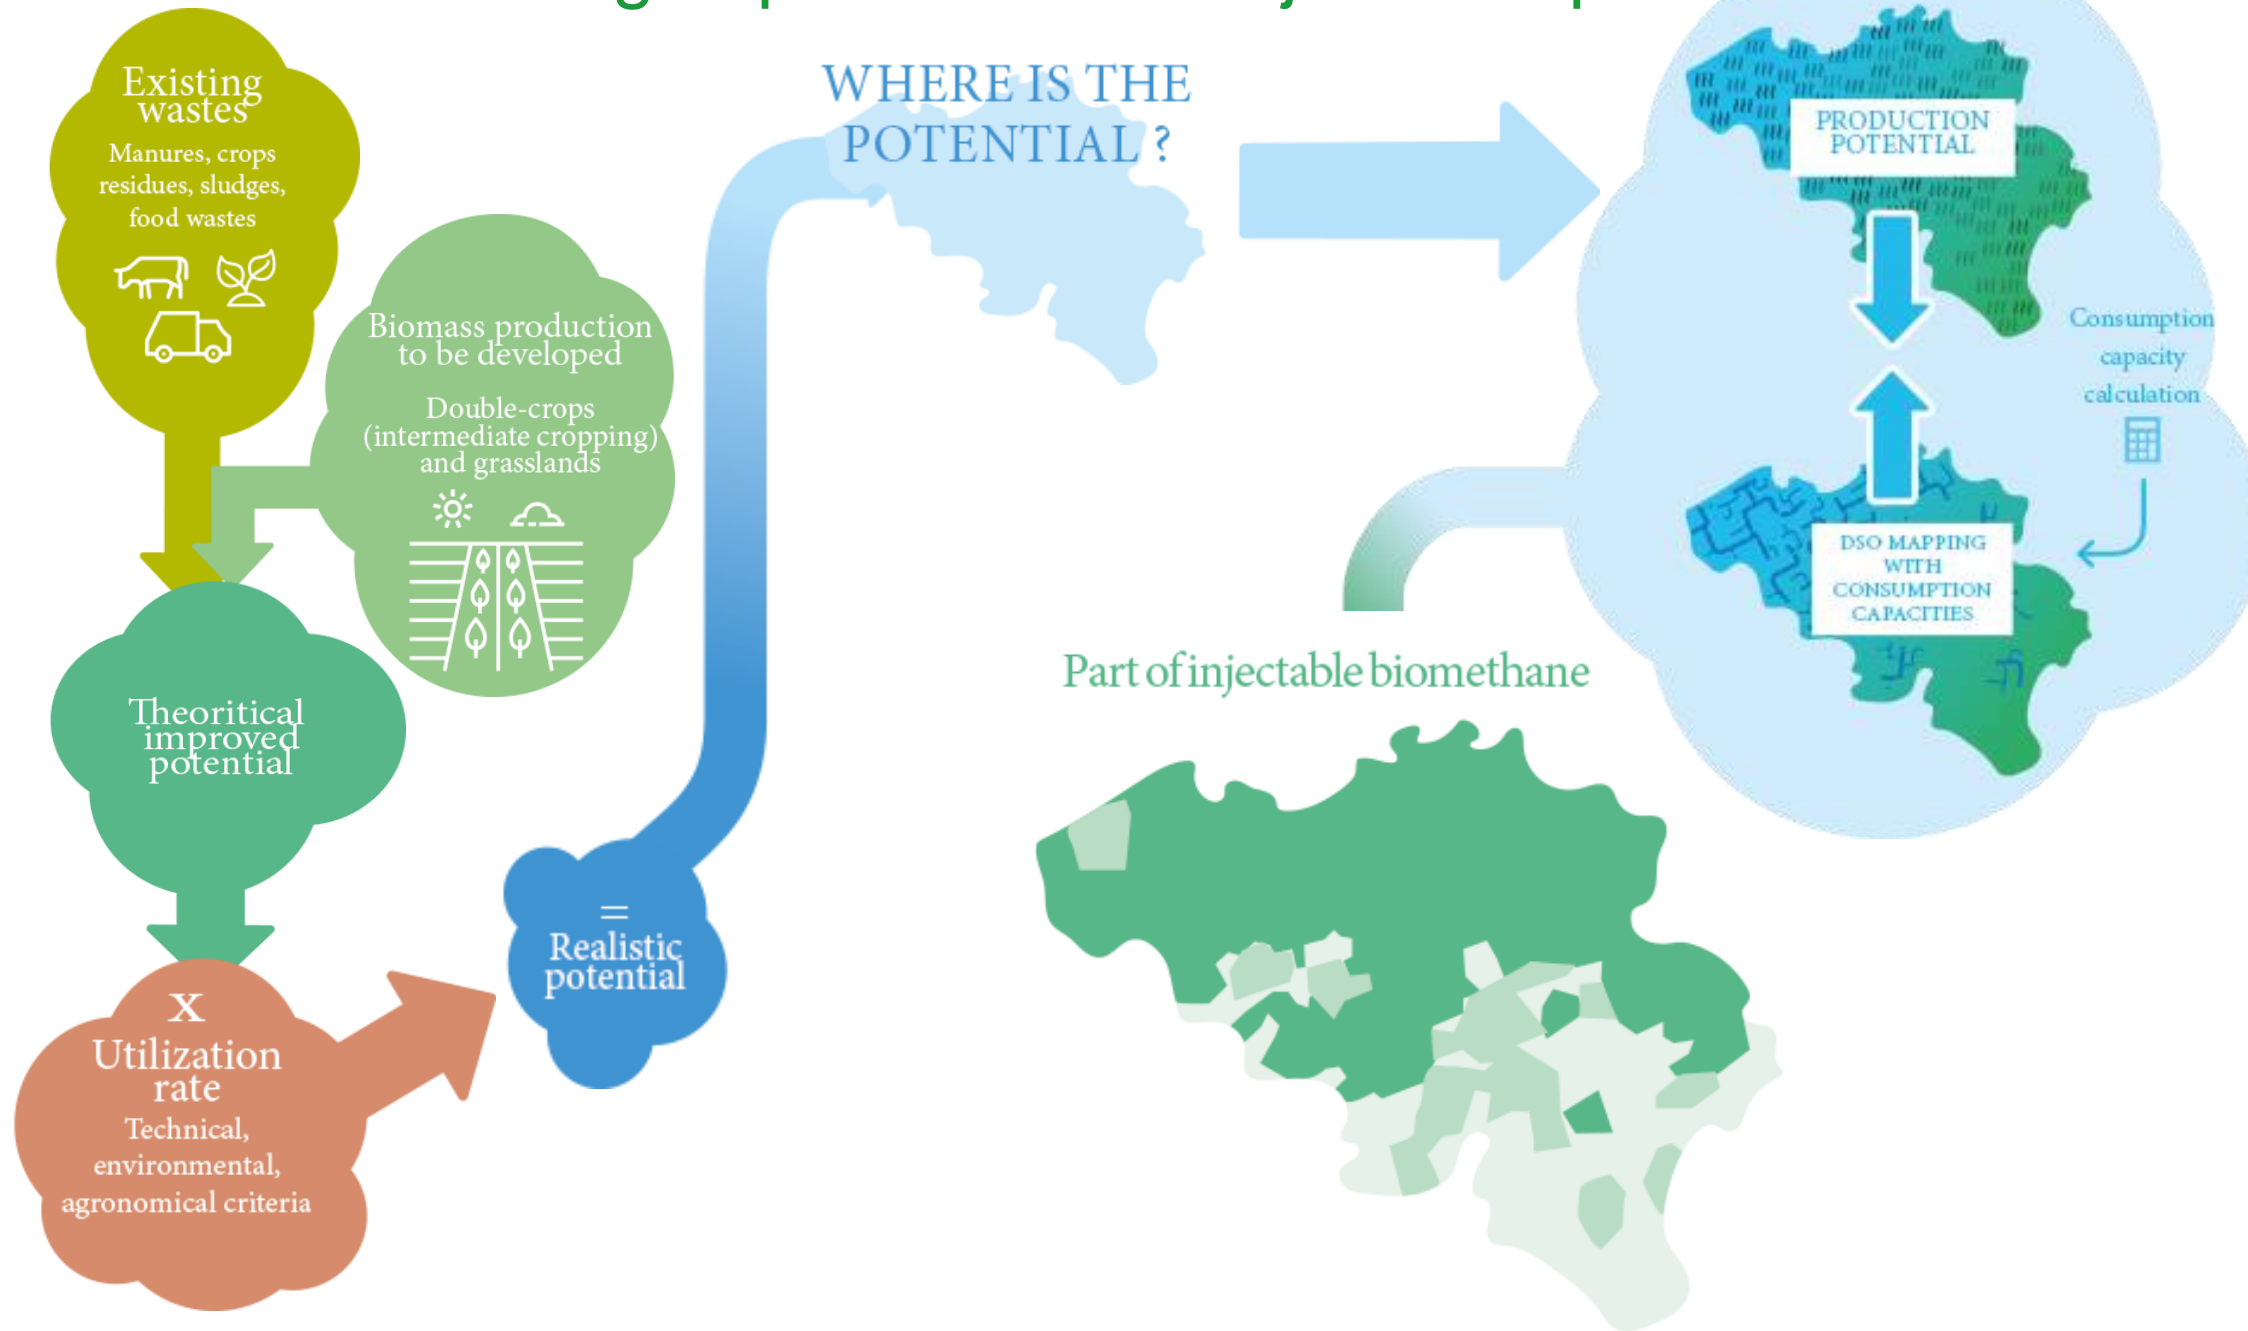 Existing
wastes
Manures, crops
residues, sludges,
food wastes
Biomass production
to be developed
Double-crops
(intermediate cropping)
and grasslands
Theoritical
improved
potential
x
Utilization
rate
Technical,
environmental,
agronomical criteria
=
Realistic
potential
WHERE IS THE
POTENTIAL ?
PRODUCTION
POTENTIAL
Consumption
capacity
calculation
DSO MAPPING
WITH
CONSUMPTION
CAPACITIES
Part of injectable biomethane